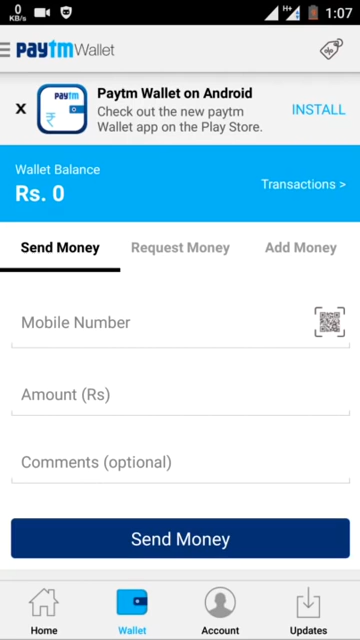 0
KB/s
H+
1:07
paytm Wallet
Paytm Wallet on Android
X
paytm
₹
Check out the new paytm
Wallet app on the Play Store.
INSTALL
Wallet Balance
Rs. 0
Transactions >
Send Money
Request Money
Add Money
Mobile Number
Amount (Rs)
Comments (optional)
Send Money
Home
Wallet
Account
Updates